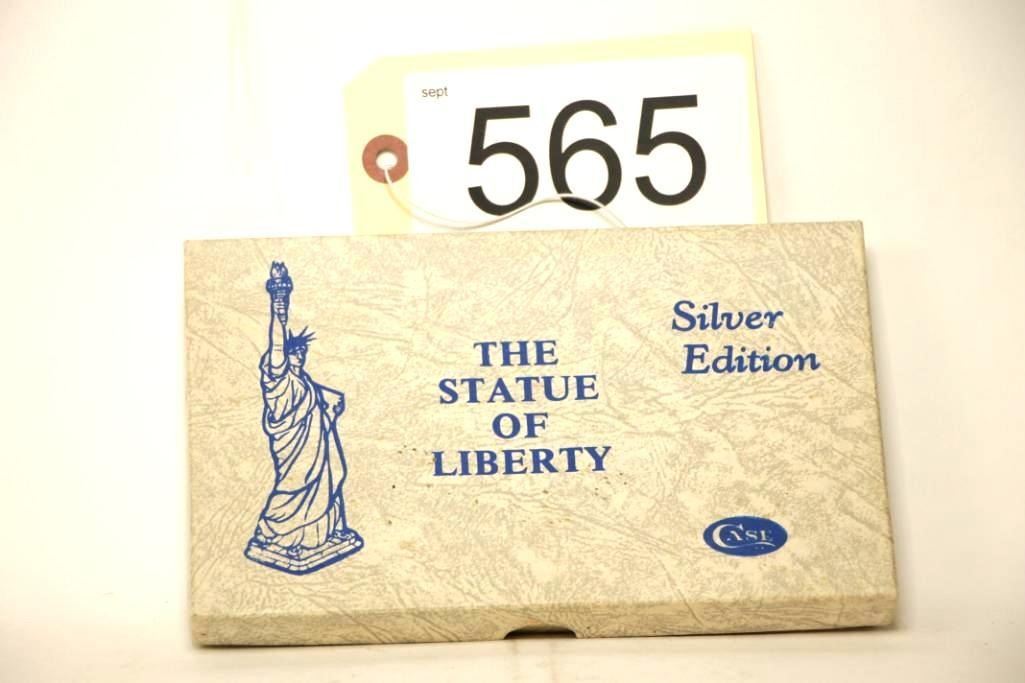 sept
565
Silver
Edition
THE
STATUE
OF
LIBERTY
CASE